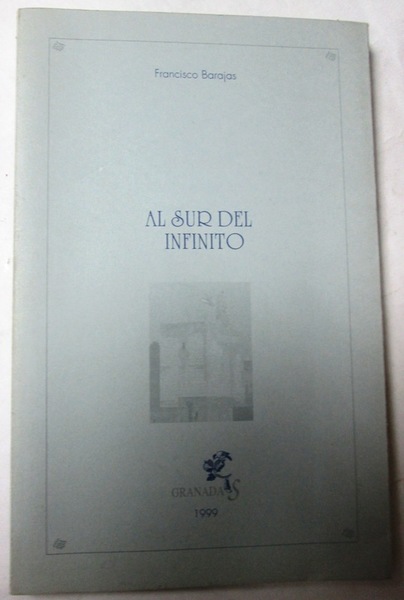 Francisco Barajas
AL SUR DEL
INFINITO
GRANADA
1999